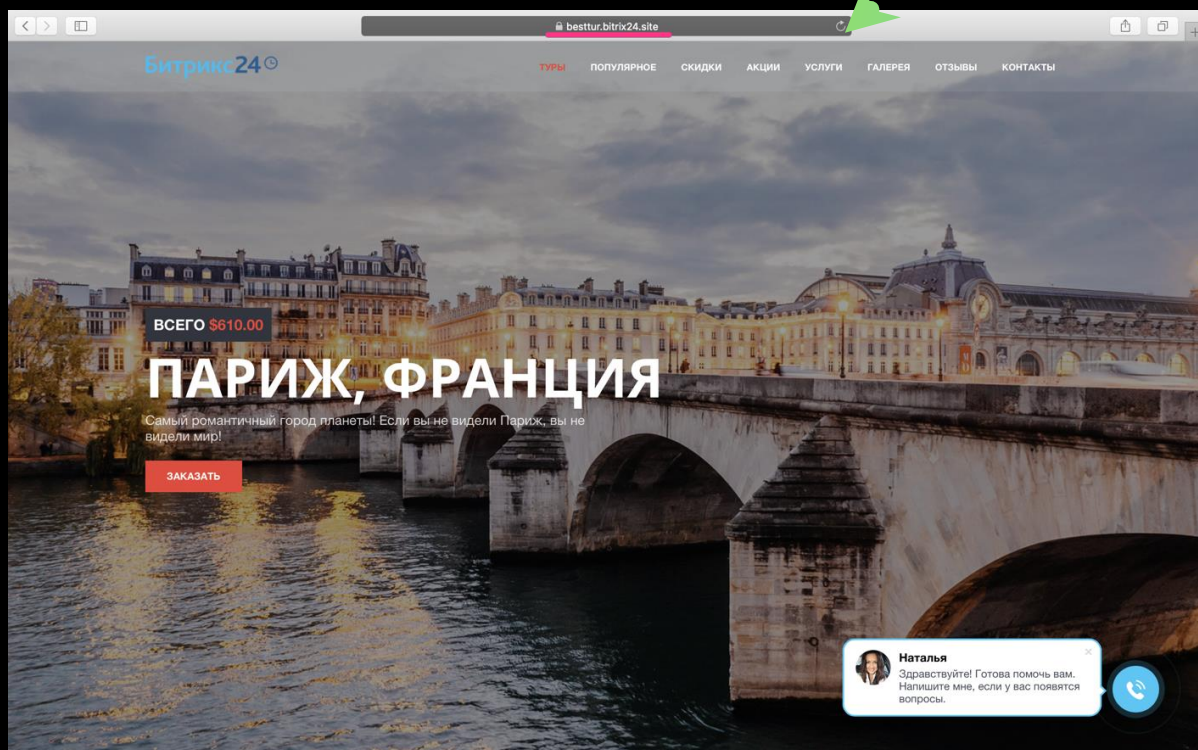 besttur.bitrix24.site
Битрикс24
ТУРЫ ПОПУЛЯРНОЕ СКИДКИ АКЦИИ УСЛУГИ ГАЛЕРЕЯ ОТЗЫВЫ КОНТАКТЫ
ВСЕГО $610.00
ПАРИЖ, ФРАНЦИЯ
Самый романтичный город планеты! Если вы не видели Париж, вы не
видели мир!
ЗАКАЗАТЬ
Наталья
Здравствуйте! Готова помочь вам.
Напишите мне, если у вас появятся
вопросы.